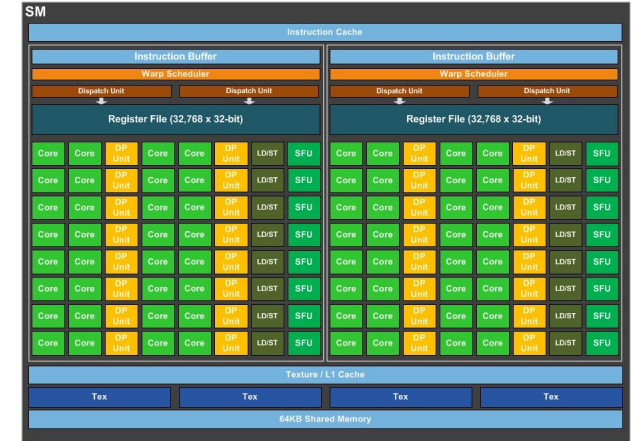 SM
Instruction Cache
Instruction Buffer Instruction Buffer
Warp Scheduler Warp Scheduler
Dispatch Unit Dispatch Unit Dispatch Unit Dispatch Unit
Register File (32,768 x 32-bit) Register File (32,768 x 32-bit)
Core Core DP Unit Core Core DP Unit LD/ST SFU Core Core DP Unit Core Core DP Unit LD/ST SFU
Core Core DP Unit Core Core DP Unit LD/ST SFU Core Core DP Unit Core Core DP Unit LD/ST SFU
Core Core DP Unit Core Core DP Unit LD/ST SFU Core Core DP Unit Core Core DP Unit LD/ST SFU
Core Core DP Unit Core Core DP Unit LD/ST SFU Core Core DP Unit Core Core DP Unit LD/ST SFU
Core Core DP Unit Core Core DP Unit LD/ST SFU Core Core DP Unit Core Core DP Unit LD/ST SFU
Core Core DP Unit Core Core DP Unit LD/ST SFU Core Core DP Unit Core Core DP Unit LD/ST SFU
Core Core DP Unit Core Core DP Unit LD/ST SFU Core Core DP Unit Core Core DP Unit LD/ST SFU
Core Core DP Unit Core Core DP Unit LD/ST SFU Core Core DP Unit Core Core DP Unit LD/ST SFU
Texture / L1 Cache
Tex Tex Tex Tex
64KB Shared Memory